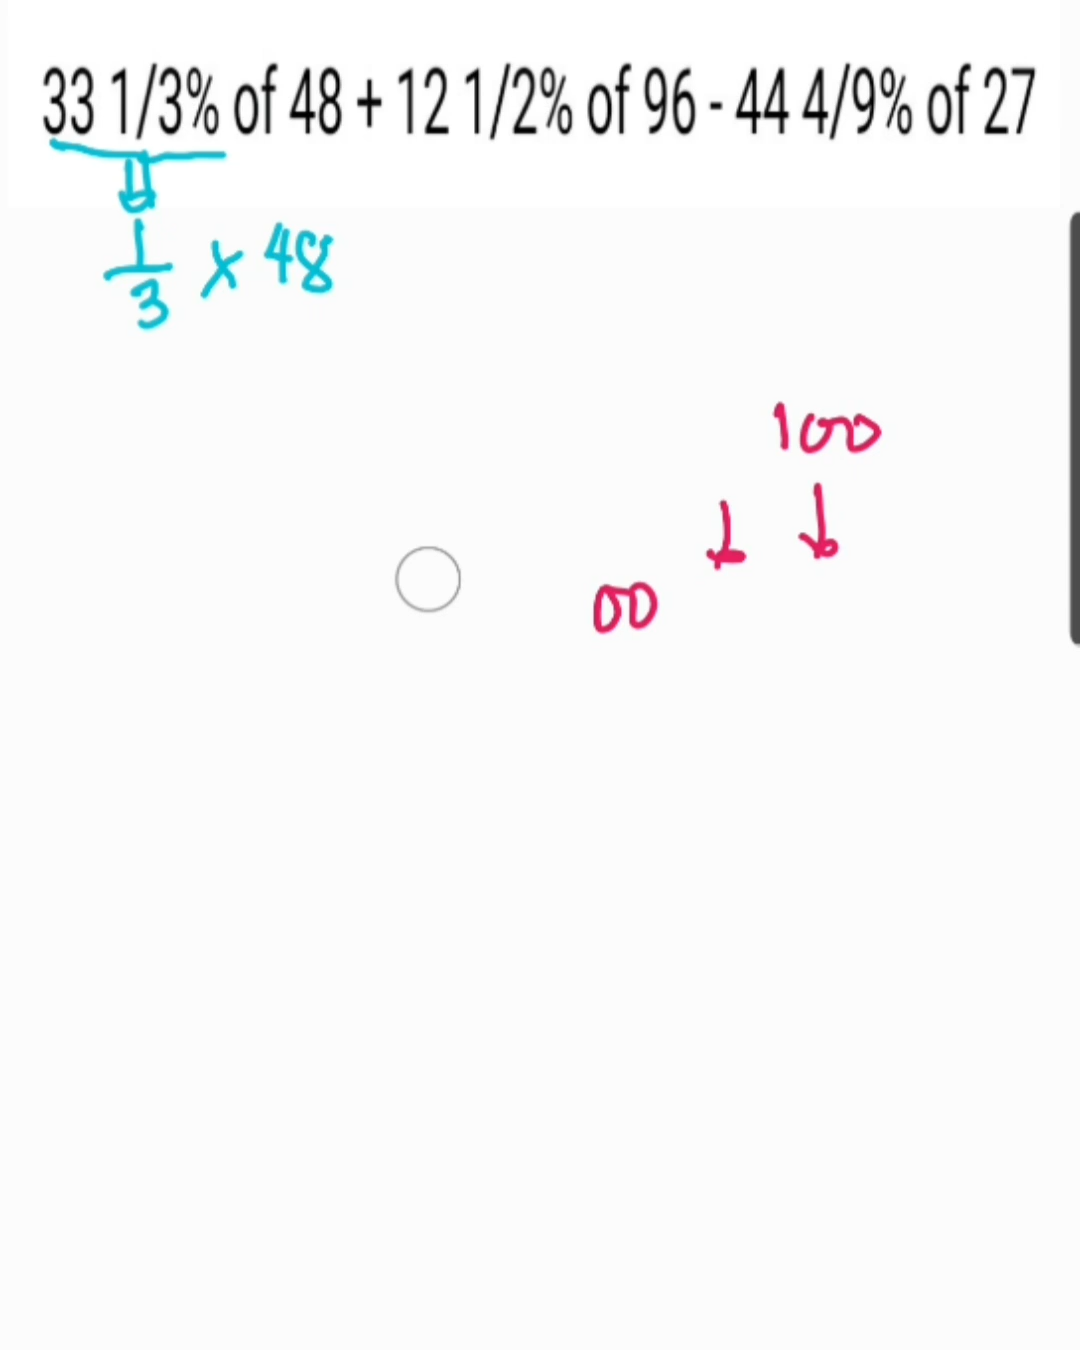 33 1/3% of 48 + 12 1/2% of 96 - 44 4/9% of 27
1/3 × 48
100
00